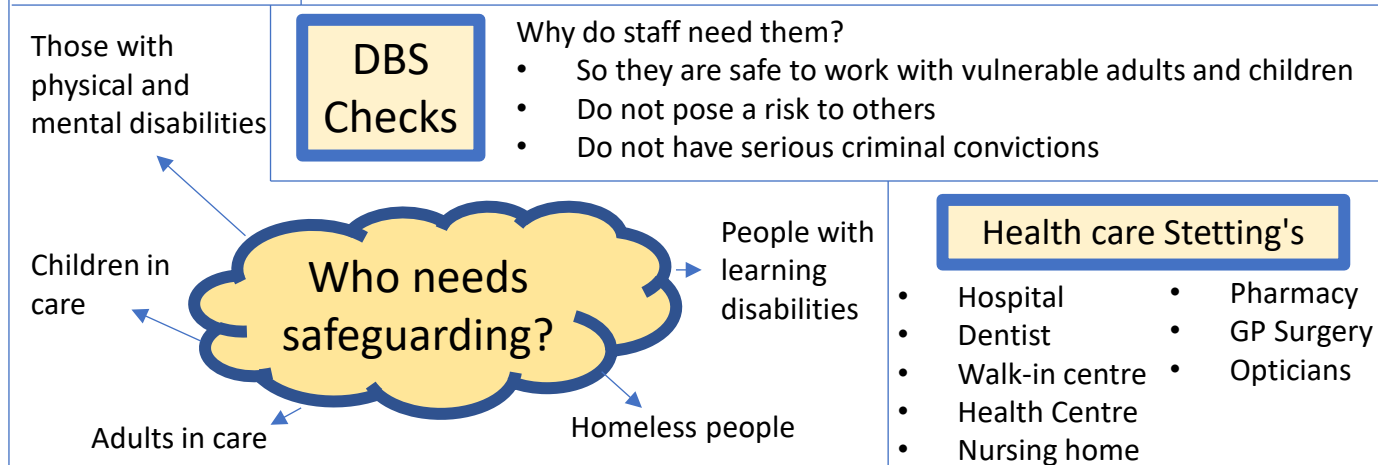 Those with
physical and
mental disabilities
DBS
Checks
Why do staff need them?
• So they are safe to work with vulnerable adults and children
• Do not pose a risk to others
• Do not have serious criminal convictions
Who needs
safeguarding?
Children in
care
Adults in care
Homeless people
People with
learning
disabilities
Health care Stetting's
• Hospital
• Dentist
• Walk-in centre
• Health Centre
• Nursing home
• Pharmacy
• GP Surgery
• Opticians